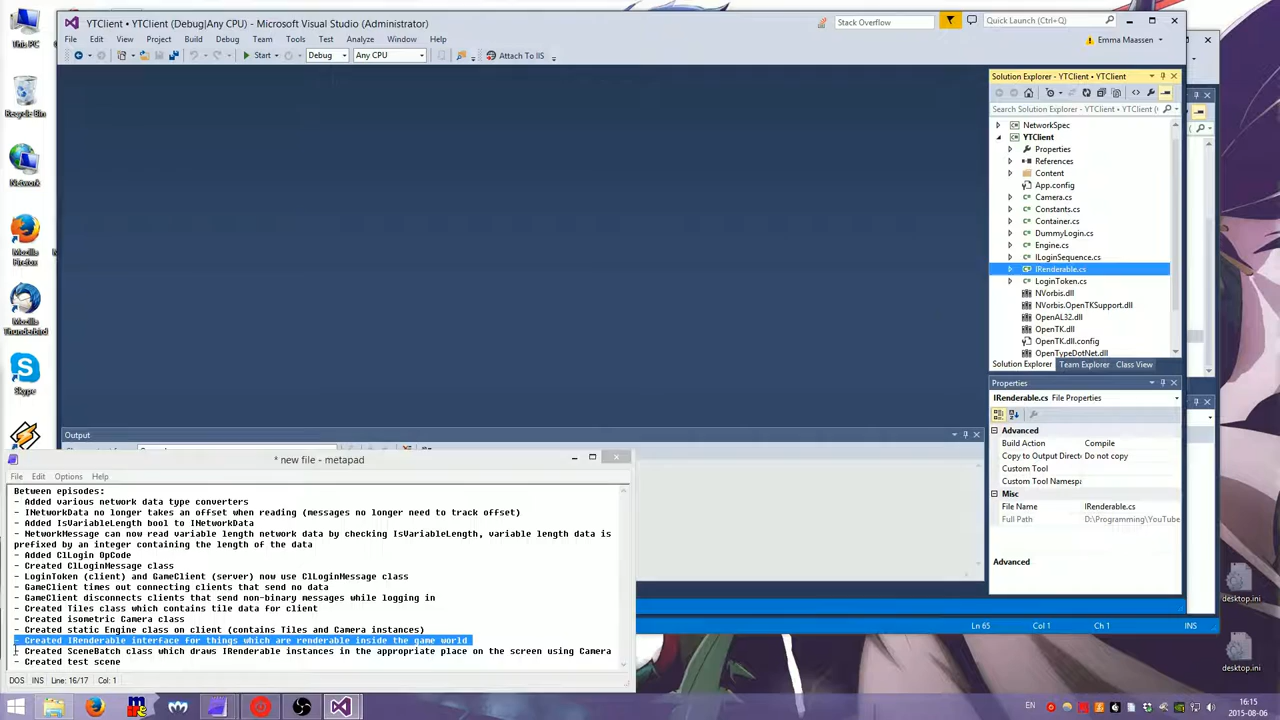 YTClient • YTClient (Debug|Any CPU) - Microsoft Visual Studio (Administrator)
Stack Overflow
Quick Launch (Ctrl+Q)
File Edit View Project Build Debug Team Tools Test Analyze Window Help
Emma Maassen
Start Debug Any CPU Attach To IIS
This PC
Recycle Bin
Network
Mozilla Firefox
Mozilla Thunderbird
Skype
Solution Explorer - YTClient • YTClient
Search Solution Explorer - YTClient • YTClient (
NetworkSpec
YTClient
Properties
References
Content
App.config
Camera.cs
Constants.cs
Container.cs
DummyLogin.cs
Engine.cs
ILoginSequence.cs
IRenderable.cs
LoginToken.cs
NVorbis.dll
NVorbis.OpenTKSupport.dll
OpenAL32.dll
OpenTK.dll
OpenTK.dll.config
OpenTypeDotNet.dll
Solution Explorer Team Explorer Class View
Properties
IRenderable.cs File Properties
Advanced
Build Action Compile
Copy to Output Direct Do not copy
Custom Tool
Custom Tool Namespa
Misc
File Name IRenderable.cs
Full Path D:\Programming\YouTube
Advanced
Output
Ln 65 Col 1 Ch 1 INS
* new file - metapad
File Edit Options Help
Between episodes:
- Added various network data type converters
- INetworkData no longer takes an offset when reading (messages no longer need to track offset)
- Added IsVariableLength bool to INetworkData
- NetworkMessage can now read variable length network data by checking IsVariableLength, variable length data is
prefixed by an integer containing the length of the data
- Added ClLogin OpCode
- Created ClLoginMessage class
- LoginToken (client) and GameClient (server) now use ClLoginMessage class
- GameClient times out connecting clients that send no data
- GameClient disconnects clients that send non-binary messages while logging in
- Created Tiles class which contains tile data for client
- Created isometric Camera class
- Created static Engine class on client (contains Tiles and Camera instances)
- Created IRenderable interface for things which are renderable inside the game world
- Created SceneBatch class which draws IRenderable instances in the appropriate place on the screen using Camera
- Created test scene
DOS INS Line: 16/17 Col: 1
desktop.ini
desktop.ini
EN
16:15
2015-08-06